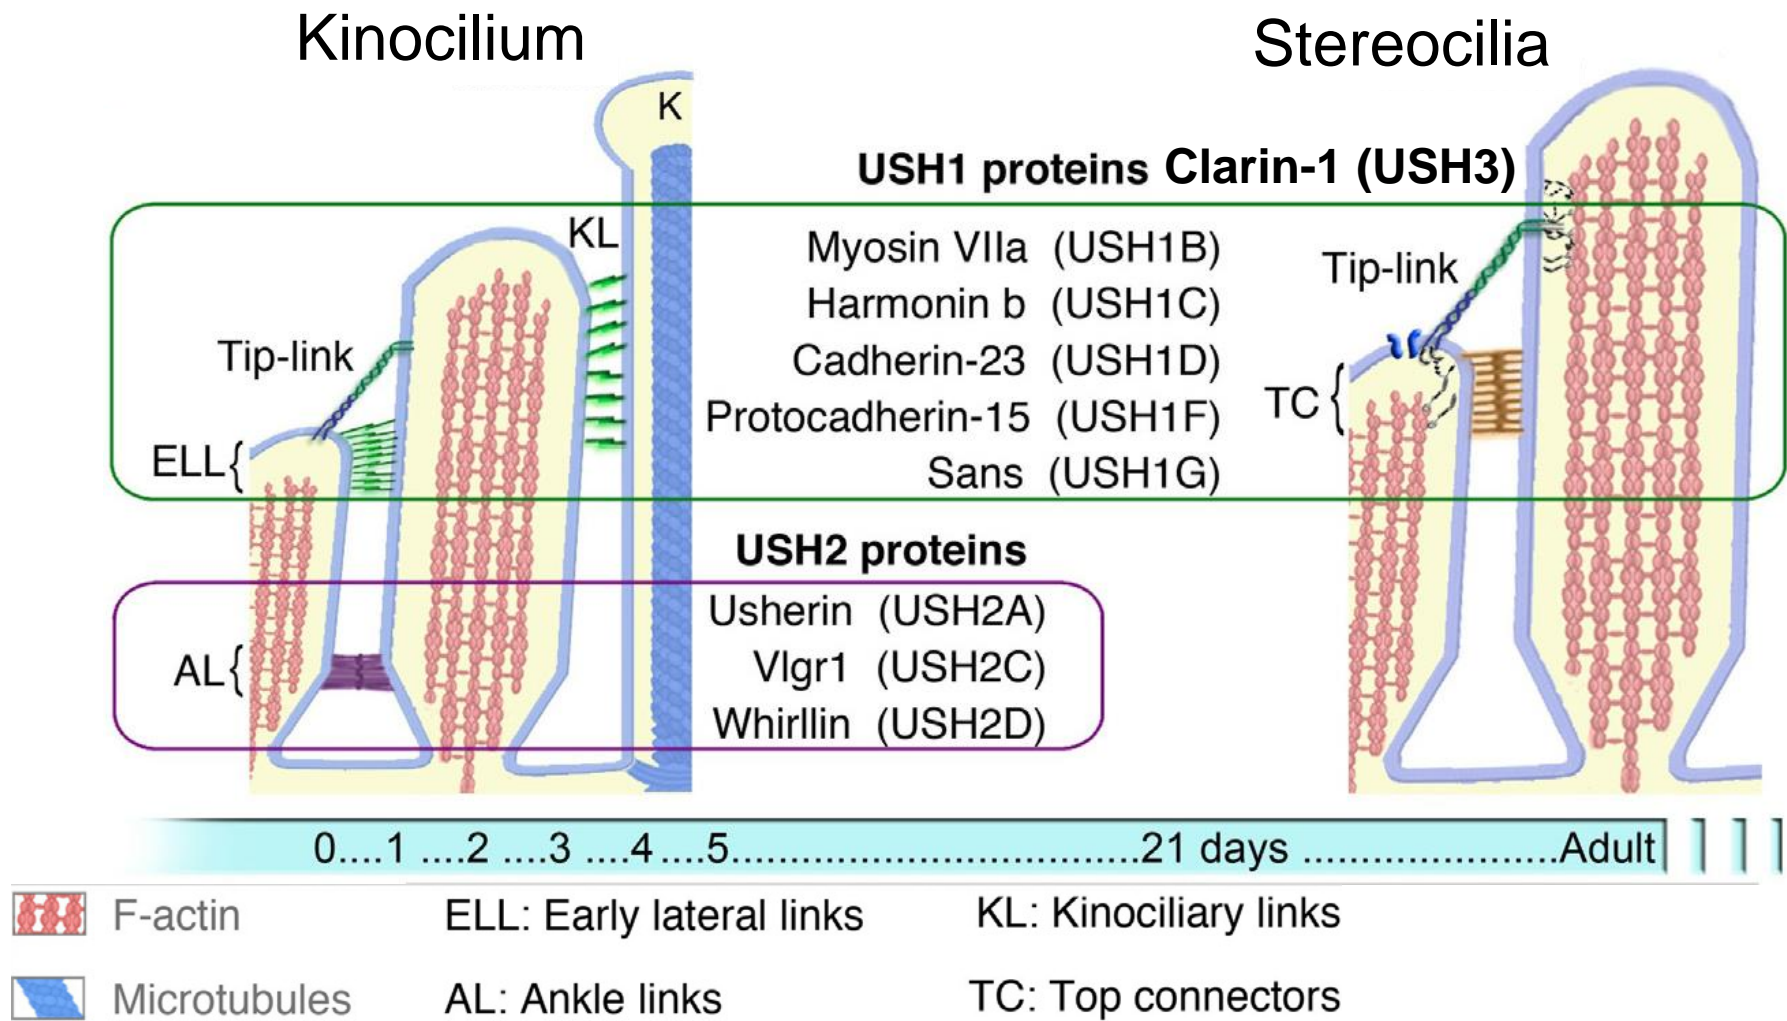 Kinocilium
Stereocilia
K
USH1 proteins Clarin-1 (USH3)
KL
Myosin VIIa (USH1B)
Harmonin b (USH1C)
Cadherin-23 (USH1D)
Protocadherin-15 (USH1F)
Sans (USH1G)
Tip-link
ELL{
Tip-link
TC {
USH2 proteins
Usherin (USH2A)
Vlgr1 (USH2C)
Whirllin (USH2D)
AL{
0....1 ....2 ....3 ....4 ....5..................................21 days .....................Adult
F-actin
ELL: Early lateral links
KL: Kinociliary links
Microtubules
AL: Ankle links
TC: Top connectors